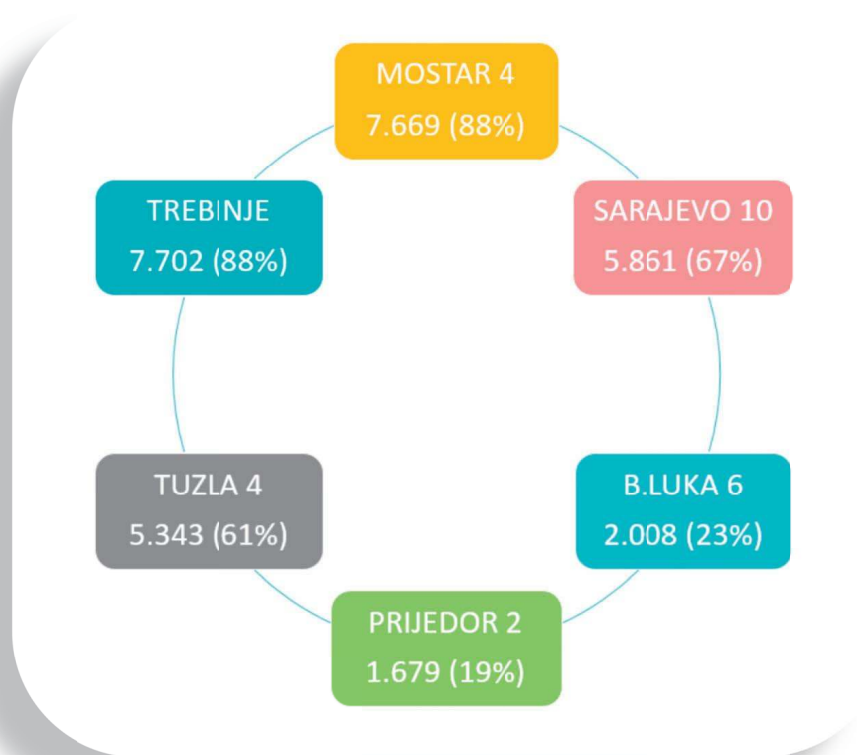 MOSTAR 4
7.669 (88%)
SARAJEVO 10
5.861 (67%)
B.LUKA 6
2.008 (23%)
PRIJEDOR 2
1.679 (19%)
TUZLA 4
5.343 (61%)
TREBINJE
7.702 (88%)